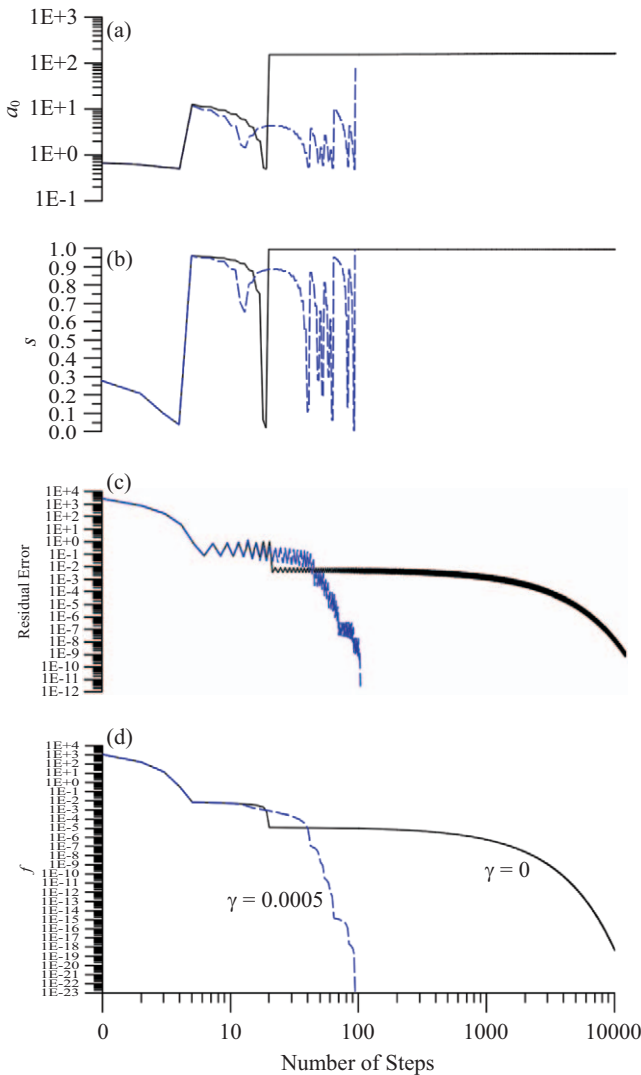 (a)
1E+3
1E+2
1E+1
1E+0
1E-1
a₀
(b)
1.0
0.9
0.8
0.7
0.6
0.5
0.4
0.3
0.2
0.1
0.0
s
(c)
1E+4
1E+3
1E+2
1E+1
1E+0
1E-1
1E-2
1E-3
1E-4
1E-5
1E-6
1E-7
1E-8
1E-9
1E-10
1E-11
1E-12
Residual Error
(d)
1E+4
1E+3
1E+2
1E+1
1E+0
1E-1
1E-2
1E-3
1E-4
1E-5
1E-6
1E-7
1E-8
1E-9
1E-10
1E-11
1E-12
1E-13
1E-14
1E-15
1E-16
1E-17
1E-18
1E-19
1E-20
1E-21
1E-22
1E-23
f
γ = 0
γ = 0.0005
0 10 100 1000 10000
Number of Steps